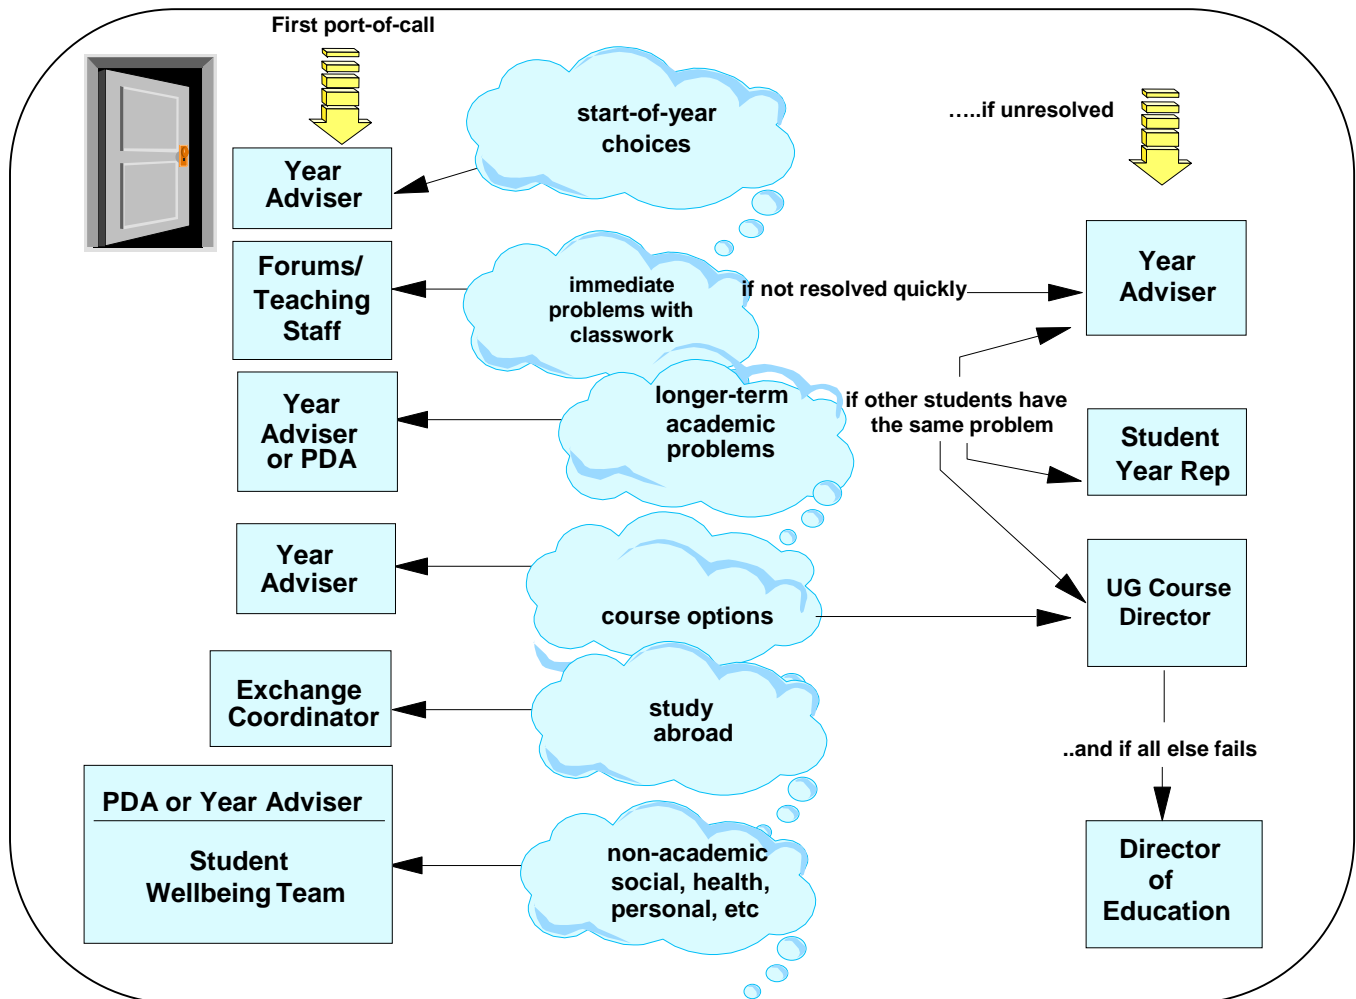 First port-of-call
start-of-year
choices
…..if unresolved
Year
Adviser
Forums/
Teaching
Staff
immediate
problems with
classwork
if not resolved quickly
Year
Adviser
Year
Adviser
or PDA
longer-term
academic
problems
if other students have
the same problem
Student
Year Rep
Year
Adviser
course options
UG Course
Director
Exchange
Coordinator
study
abroad
..and if all else fails
PDA or Year Adviser
Student
Wellbeing Team
non-academic
social, health,
personal, etc
Director
of
Education